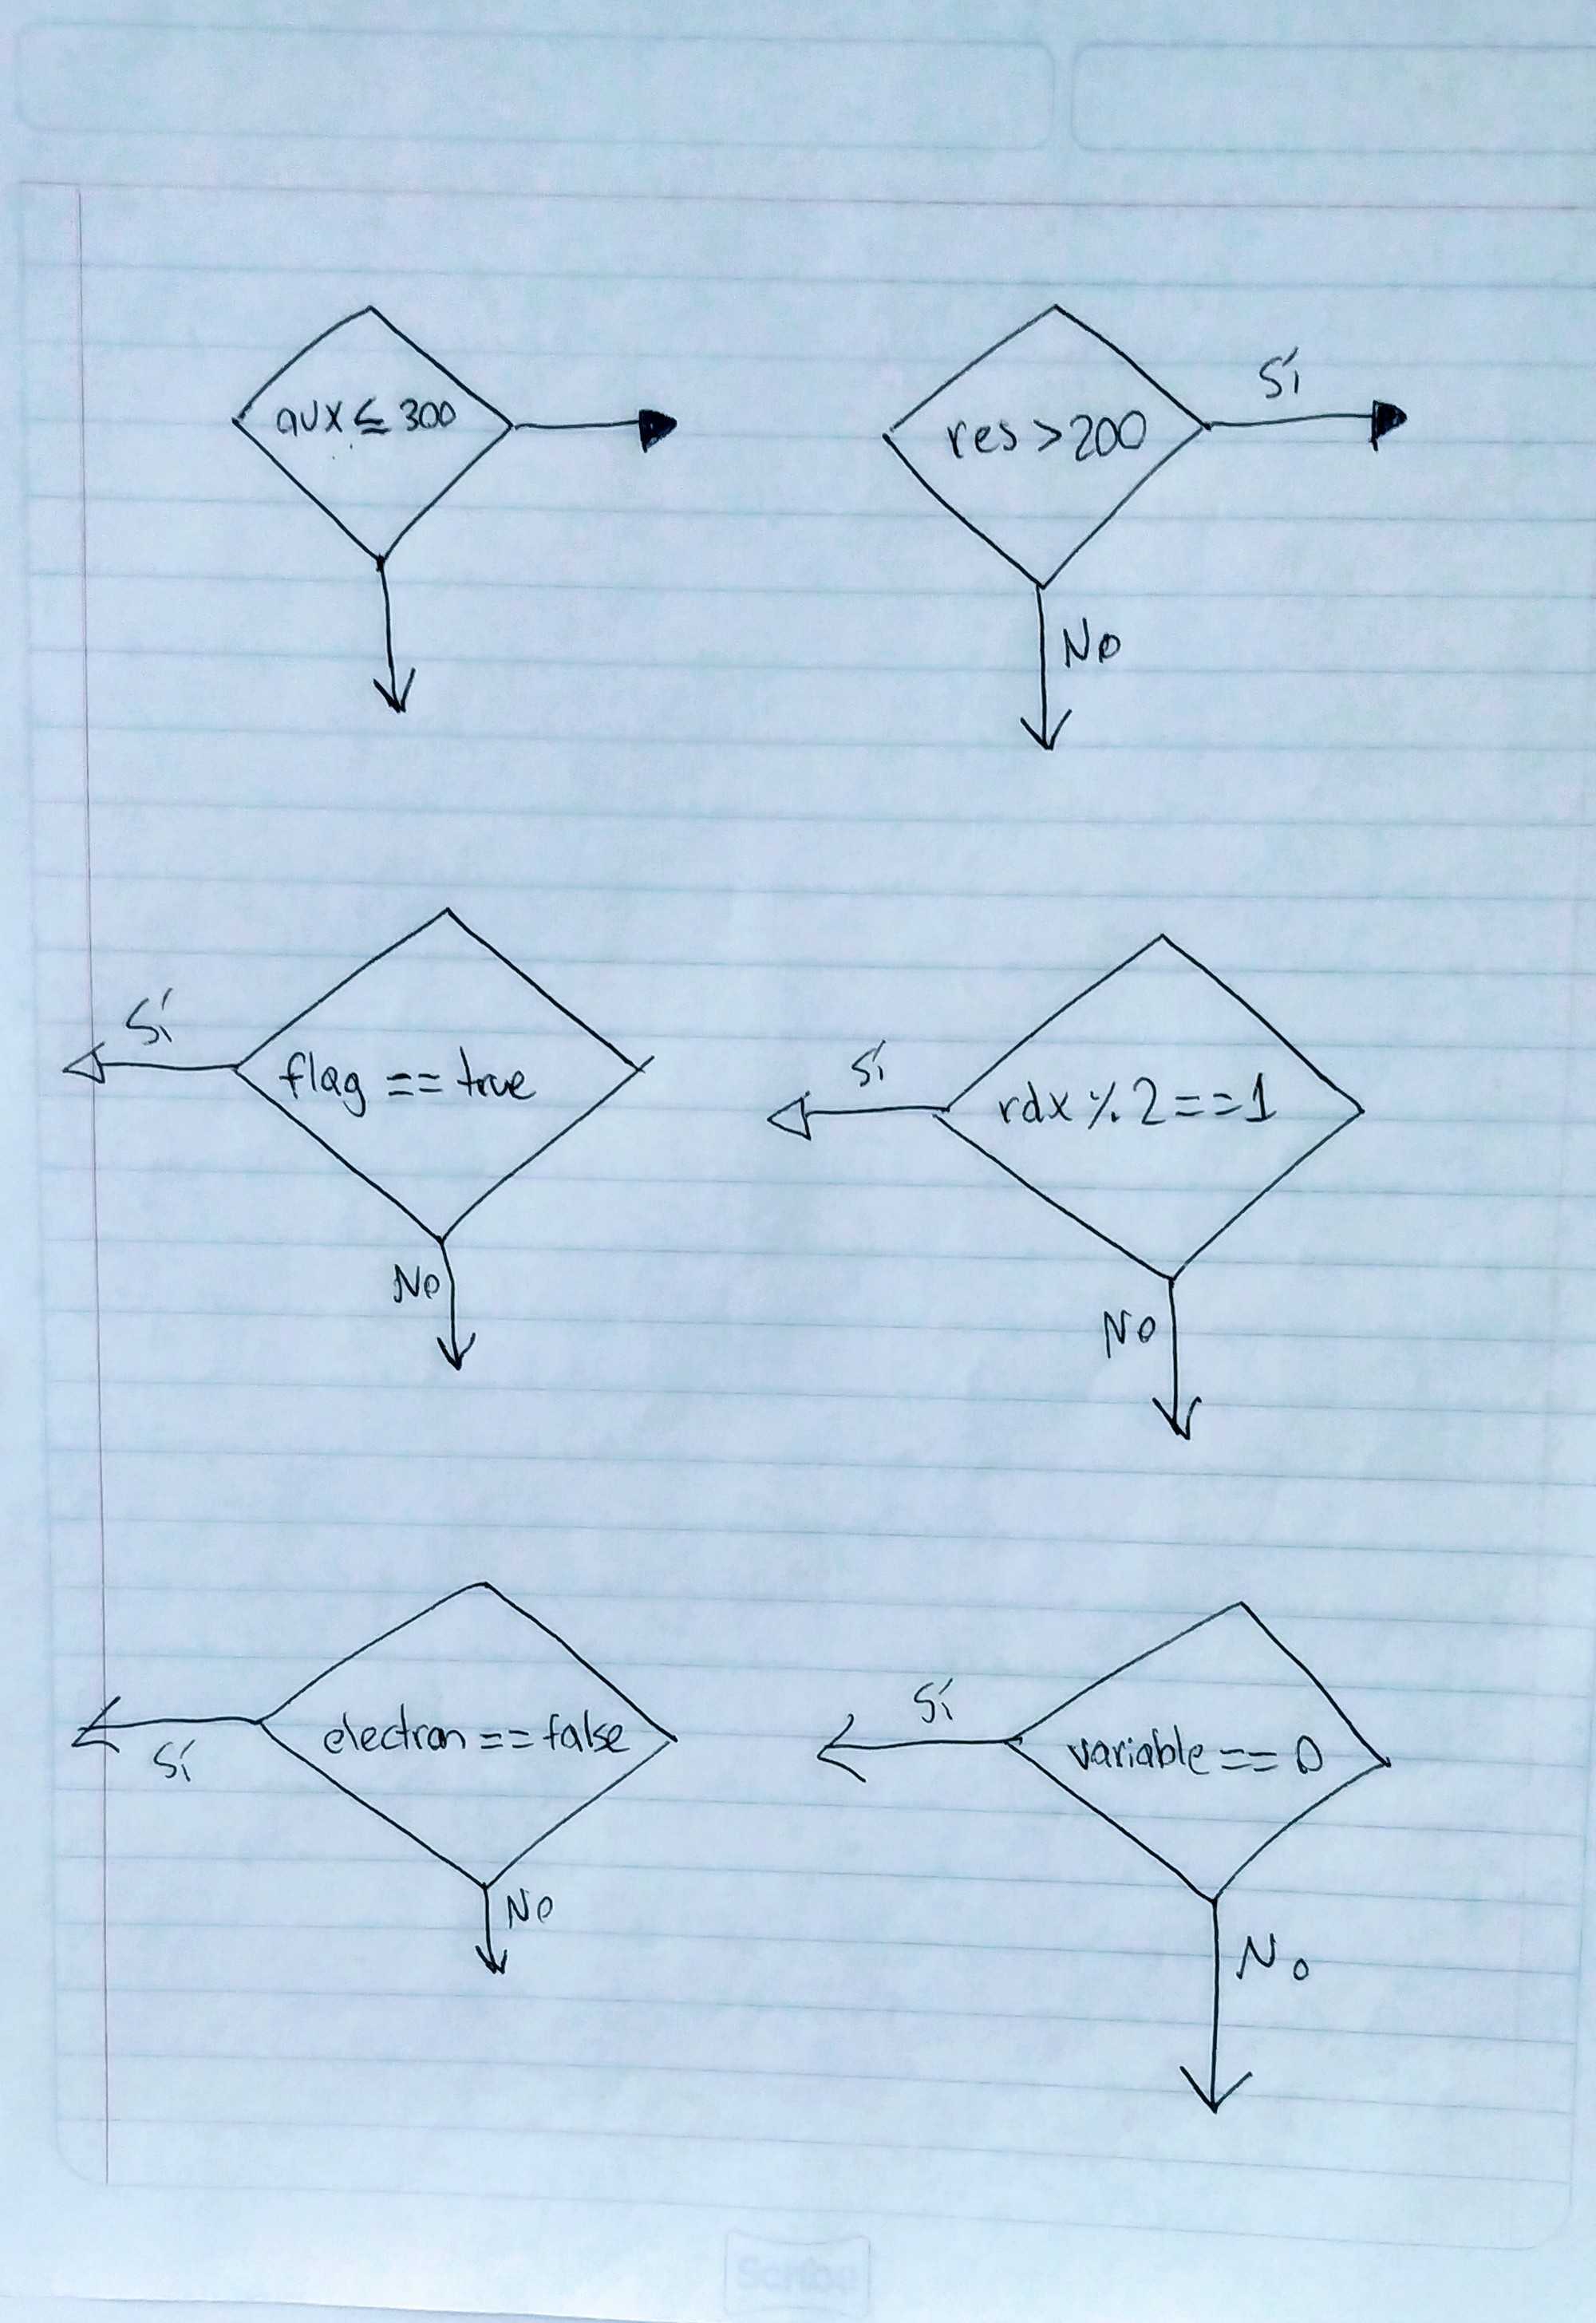 aux ≤ 300
res > 200
Sí
No
flag == true
Sí
No
rdx % 2 == 1
Sí
No
electron == false
Sí
No
variable == 0
Sí
No
Scribe